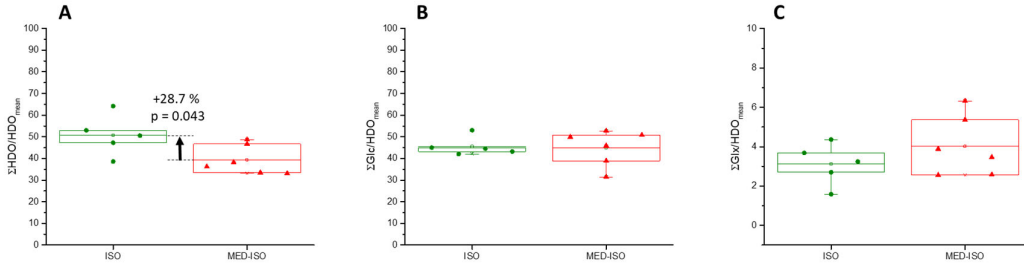 A
ΣHDO/HDOmean
100
90
80
70
60
50
40
30
20
10
0
+28.7 %
p = 0.043
ISO
MED-ISO
B
ΣGlc/HDOmean
100
90
80
70
60
50
40
30
20
10
0
ISO
MED-ISO
C
ΣGlx/HDOmean
10
8
6
4
2
0
ISO
MED-ISO